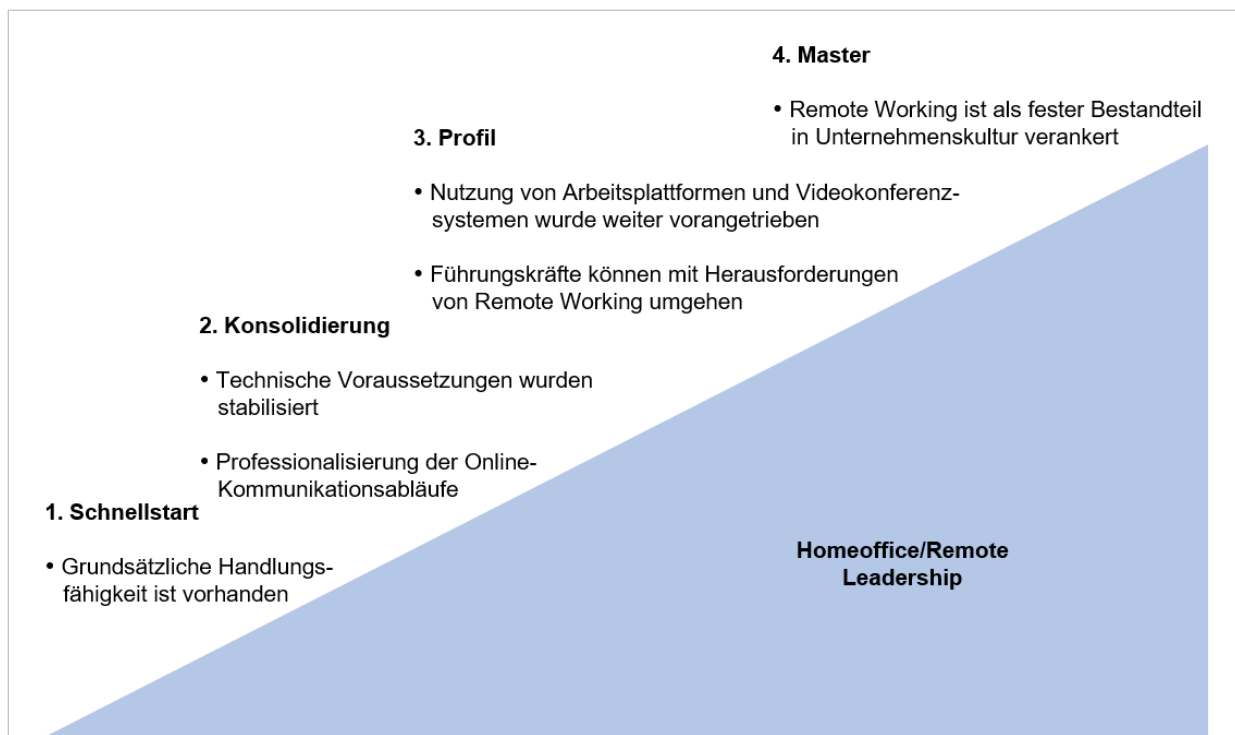 4. Master
• Remote Working ist als fester Bestandteil
in Unternehmenskultur verankert
3. Profil
• Nutzung von Arbeitsplattformen und Videokonferenz-
systemen wurde weiter vorangetrieben
• Führungskräfte können mit Herausforderungen
von Remote Working umgehen
2. Konsolidierung
• Technische Voraussetzungen wurden
stabilisiert
• Professionalisierung der Online-
Kommunikationsabläufe
1. Schnellstart
• Grundsätzliche Handlungs-
fähigkeit ist vorhanden
Homeoffice/Remote
Leadership